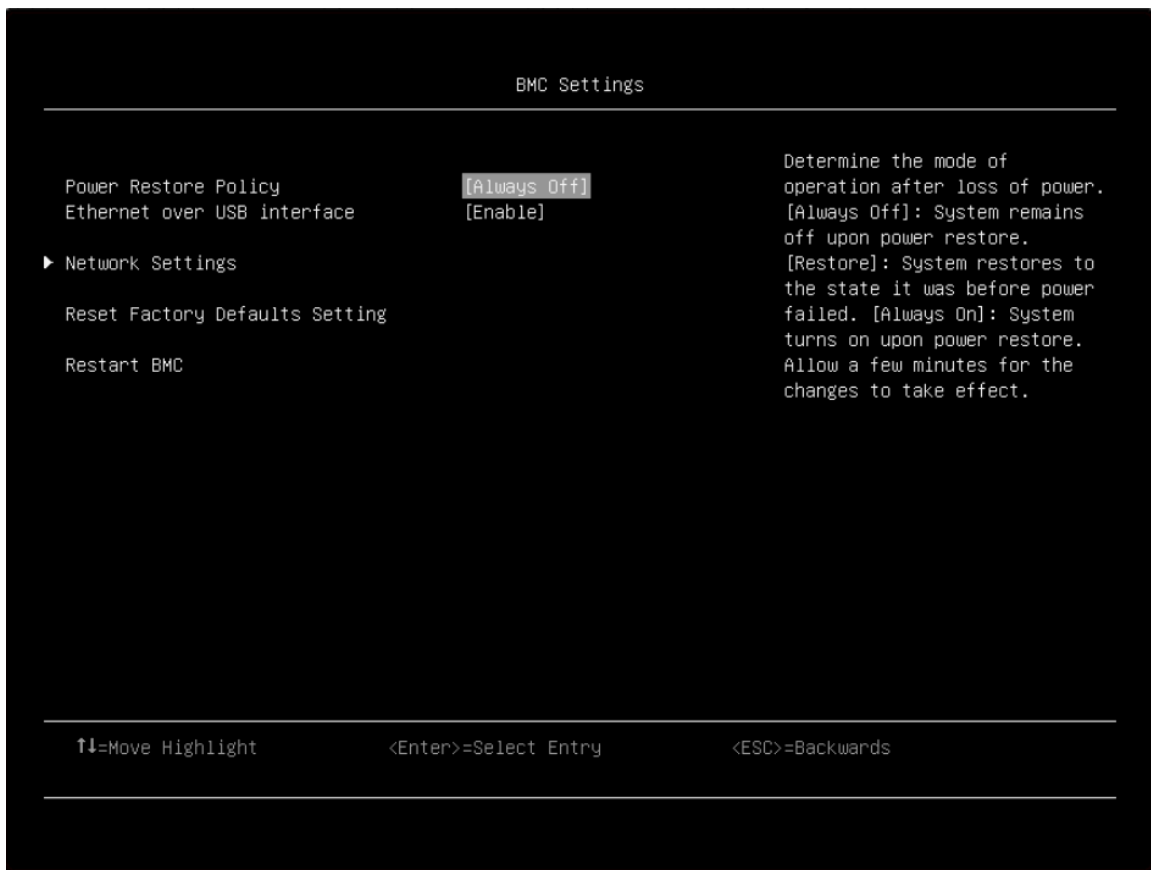 BMC Settings
Power Restore Policy [Always Off]
Ethernet over USB interface [Enable]
Network Settings
Reset Factory Defaults Setting
Restart BMC
Determine the mode of
operation after loss of power.
[Always Off]: System remains
off upon power restore.
[Restore]: System restores to
the state it was before power
failed. [Always On]: System
turns on upon power restore.
Allow a few minutes for the
changes to take effect.
↑↓=Move Highlight <Enter>=Select Entry <ESC>=Backwards